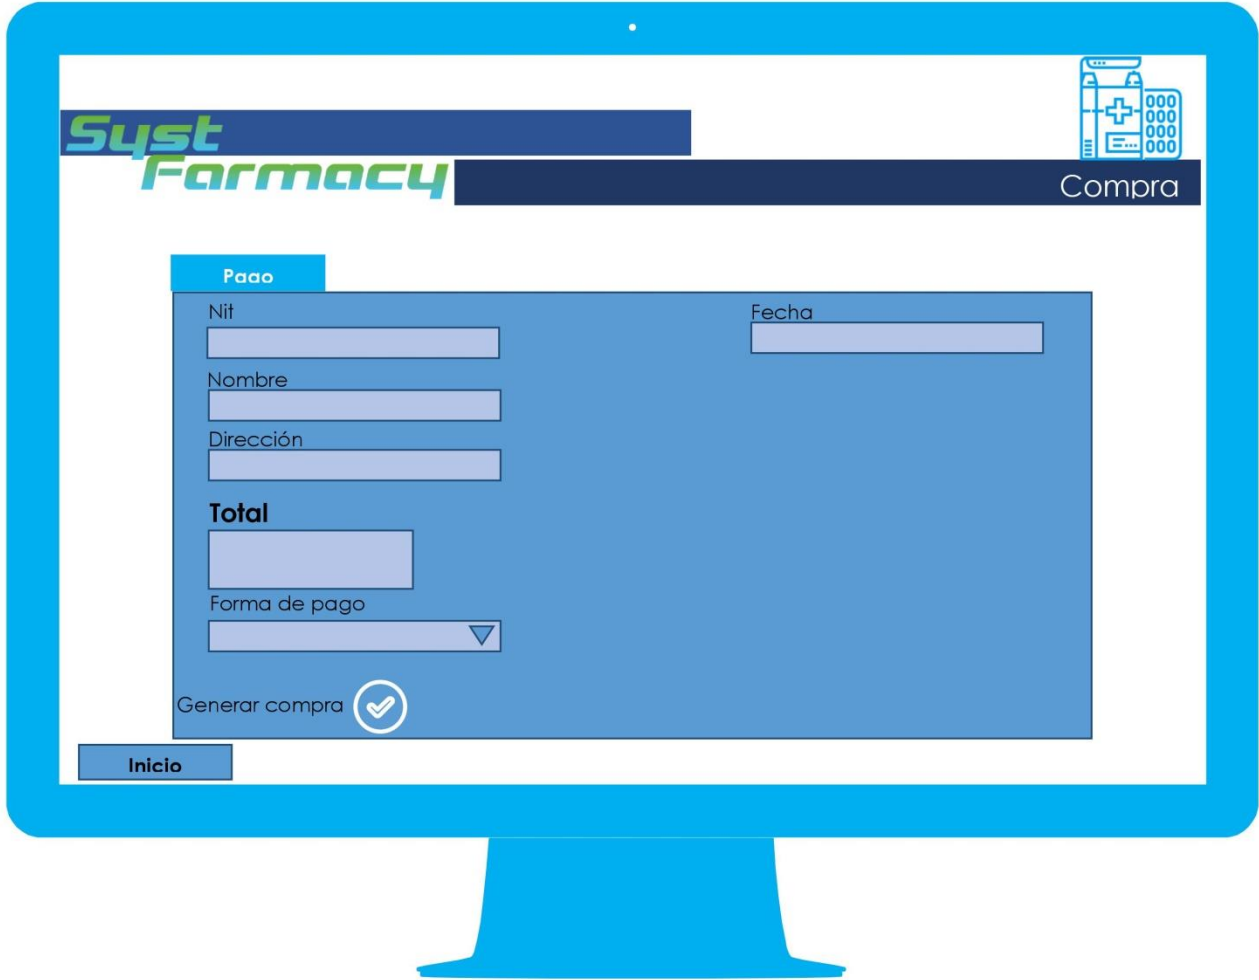 Syst
Farmacy
Compra
Pago
Nit
Fecha
Nombre
Dirección
Total
Forma de pago
Generar compra
Inicio